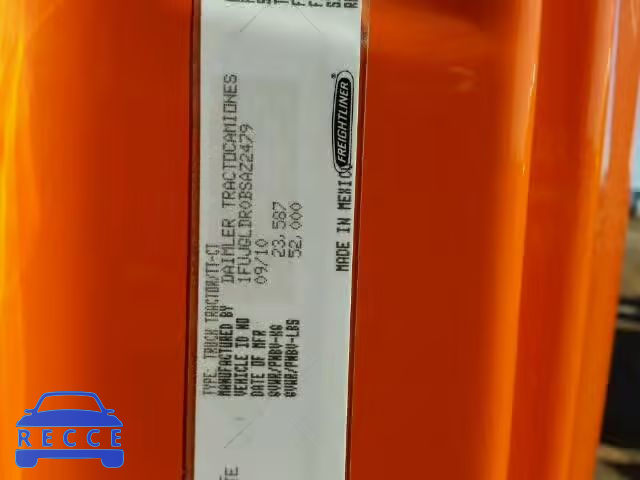 TYPE: TRUCK TRACTOR/TT-CT
MANUFACTURED BY DAIMLER TRACTOCAMIONES
VEHICLE ID NO 1FUJGLDR0BSAZ2479
DATE OF MFR 09/10
GVWR/PNBV-KG 23,587
GVWR/PNBV-LBS 52,000
MADE IN MEXICO
FREIGHTLINER
RECCE